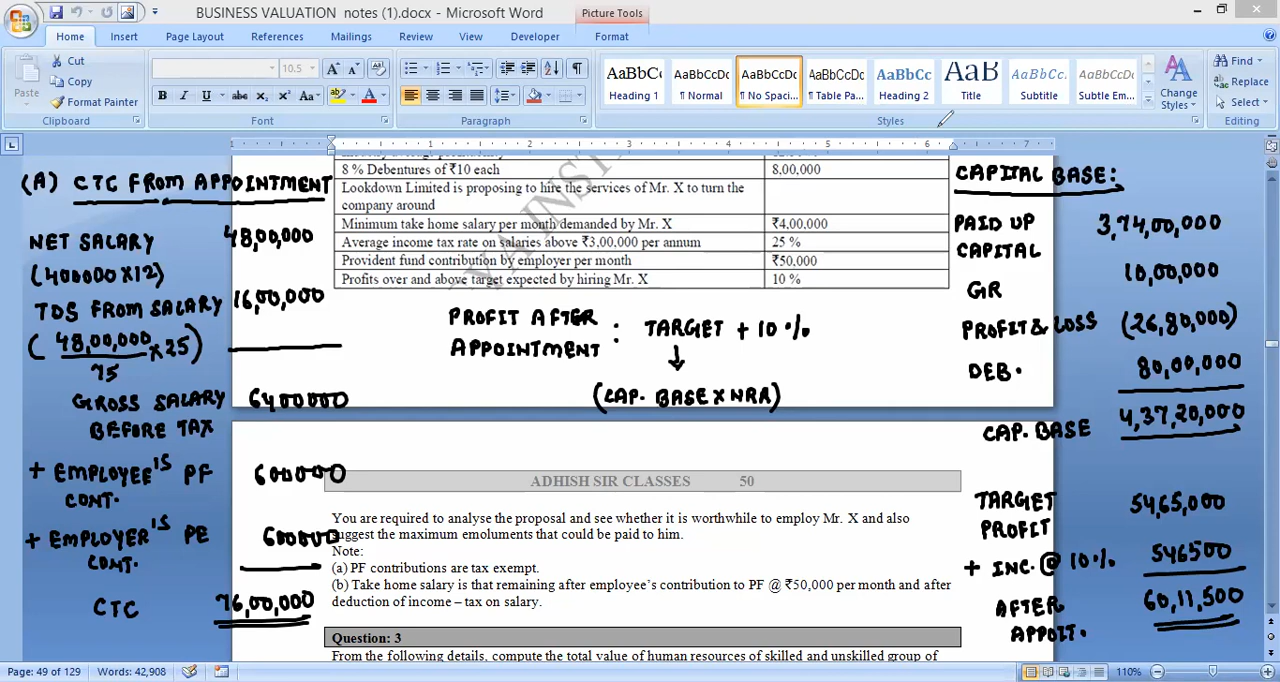 BUSINESS VALUATION notes (1).docx - Microsoft Word
Picture Tools
Home Insert Page Layout References Mailings Review View Developer Format
Paste
Cut
Copy
Format Painter
10.5
AaBbCc AaBbCcDc AaBbCcDc AaBbCcDc AaBbCc AaB AaBbCcL AaBbCcDc
Heading 1 ¶ Normal ¶ No Spaci... ¶ Table Pa... Heading 2 Title Subtitle Subtle Em...
Change Styles
Find
Replace
Select
Clipboard Font Paragraph Styles Editing
8 % Debentures of ₹10 each 8,00,000
Lookdown Limited is proposing to hire the services of Mr. X to turn the
company around
Minimum take home salary per month demanded by Mr. X ₹4,00,000
Average income tax rate on salaries above ₹3,00,000 per annum 25 %
Provident fund contribution by employer per month ₹50,000
Profits over and above target expected by hiring Mr. X 10 %
(A) CTC FROM APPOINTMENT
NET SALARY 48,00,000
(400000 X 12)
TDS FROM SALARY 16,00,000
(48,00,000 X 25)
75
GROSS SALARY 6400000
BEFORE TAX
+ EMPLOYEE'S PF 600000
CONT.
+ EMPLOYER'S PF 600000
CONT.
CTC 76,00,000
PROFIT AFTER
APPOINTMENT : TARGET + 10%
(CAP. BASE X NRR)
CAPITAL BASE:
PAID UP 3,74,00,000
CAPITAL
GR 10,00,000
PROFIT & LOSS (26,80,000)
DEB. 80,00,000
CAP. BASE 4,37,20,000
TARGET 54,65,000
PROFIT
+ INC. @ 10% 546500
AFTER 60,11,500
APPOIT.
ADHISH SIR CLASSES 50
You are required to analyse the proposal and see whether it is worthwhile to employ Mr. X and also
suggest the maximum emoluments that could be paid to him.
Note:
(a) PF contributions are tax exempt.
(b) Take home salary is that remaining after employee's contribution to PF @ ₹50,000 per month and after
deduction of income – tax on salary.
Question: 3
From the following details, compute the total value of human resources of skilled and unskilled group of
Page: 49 of 129 Words: 42,908 110%